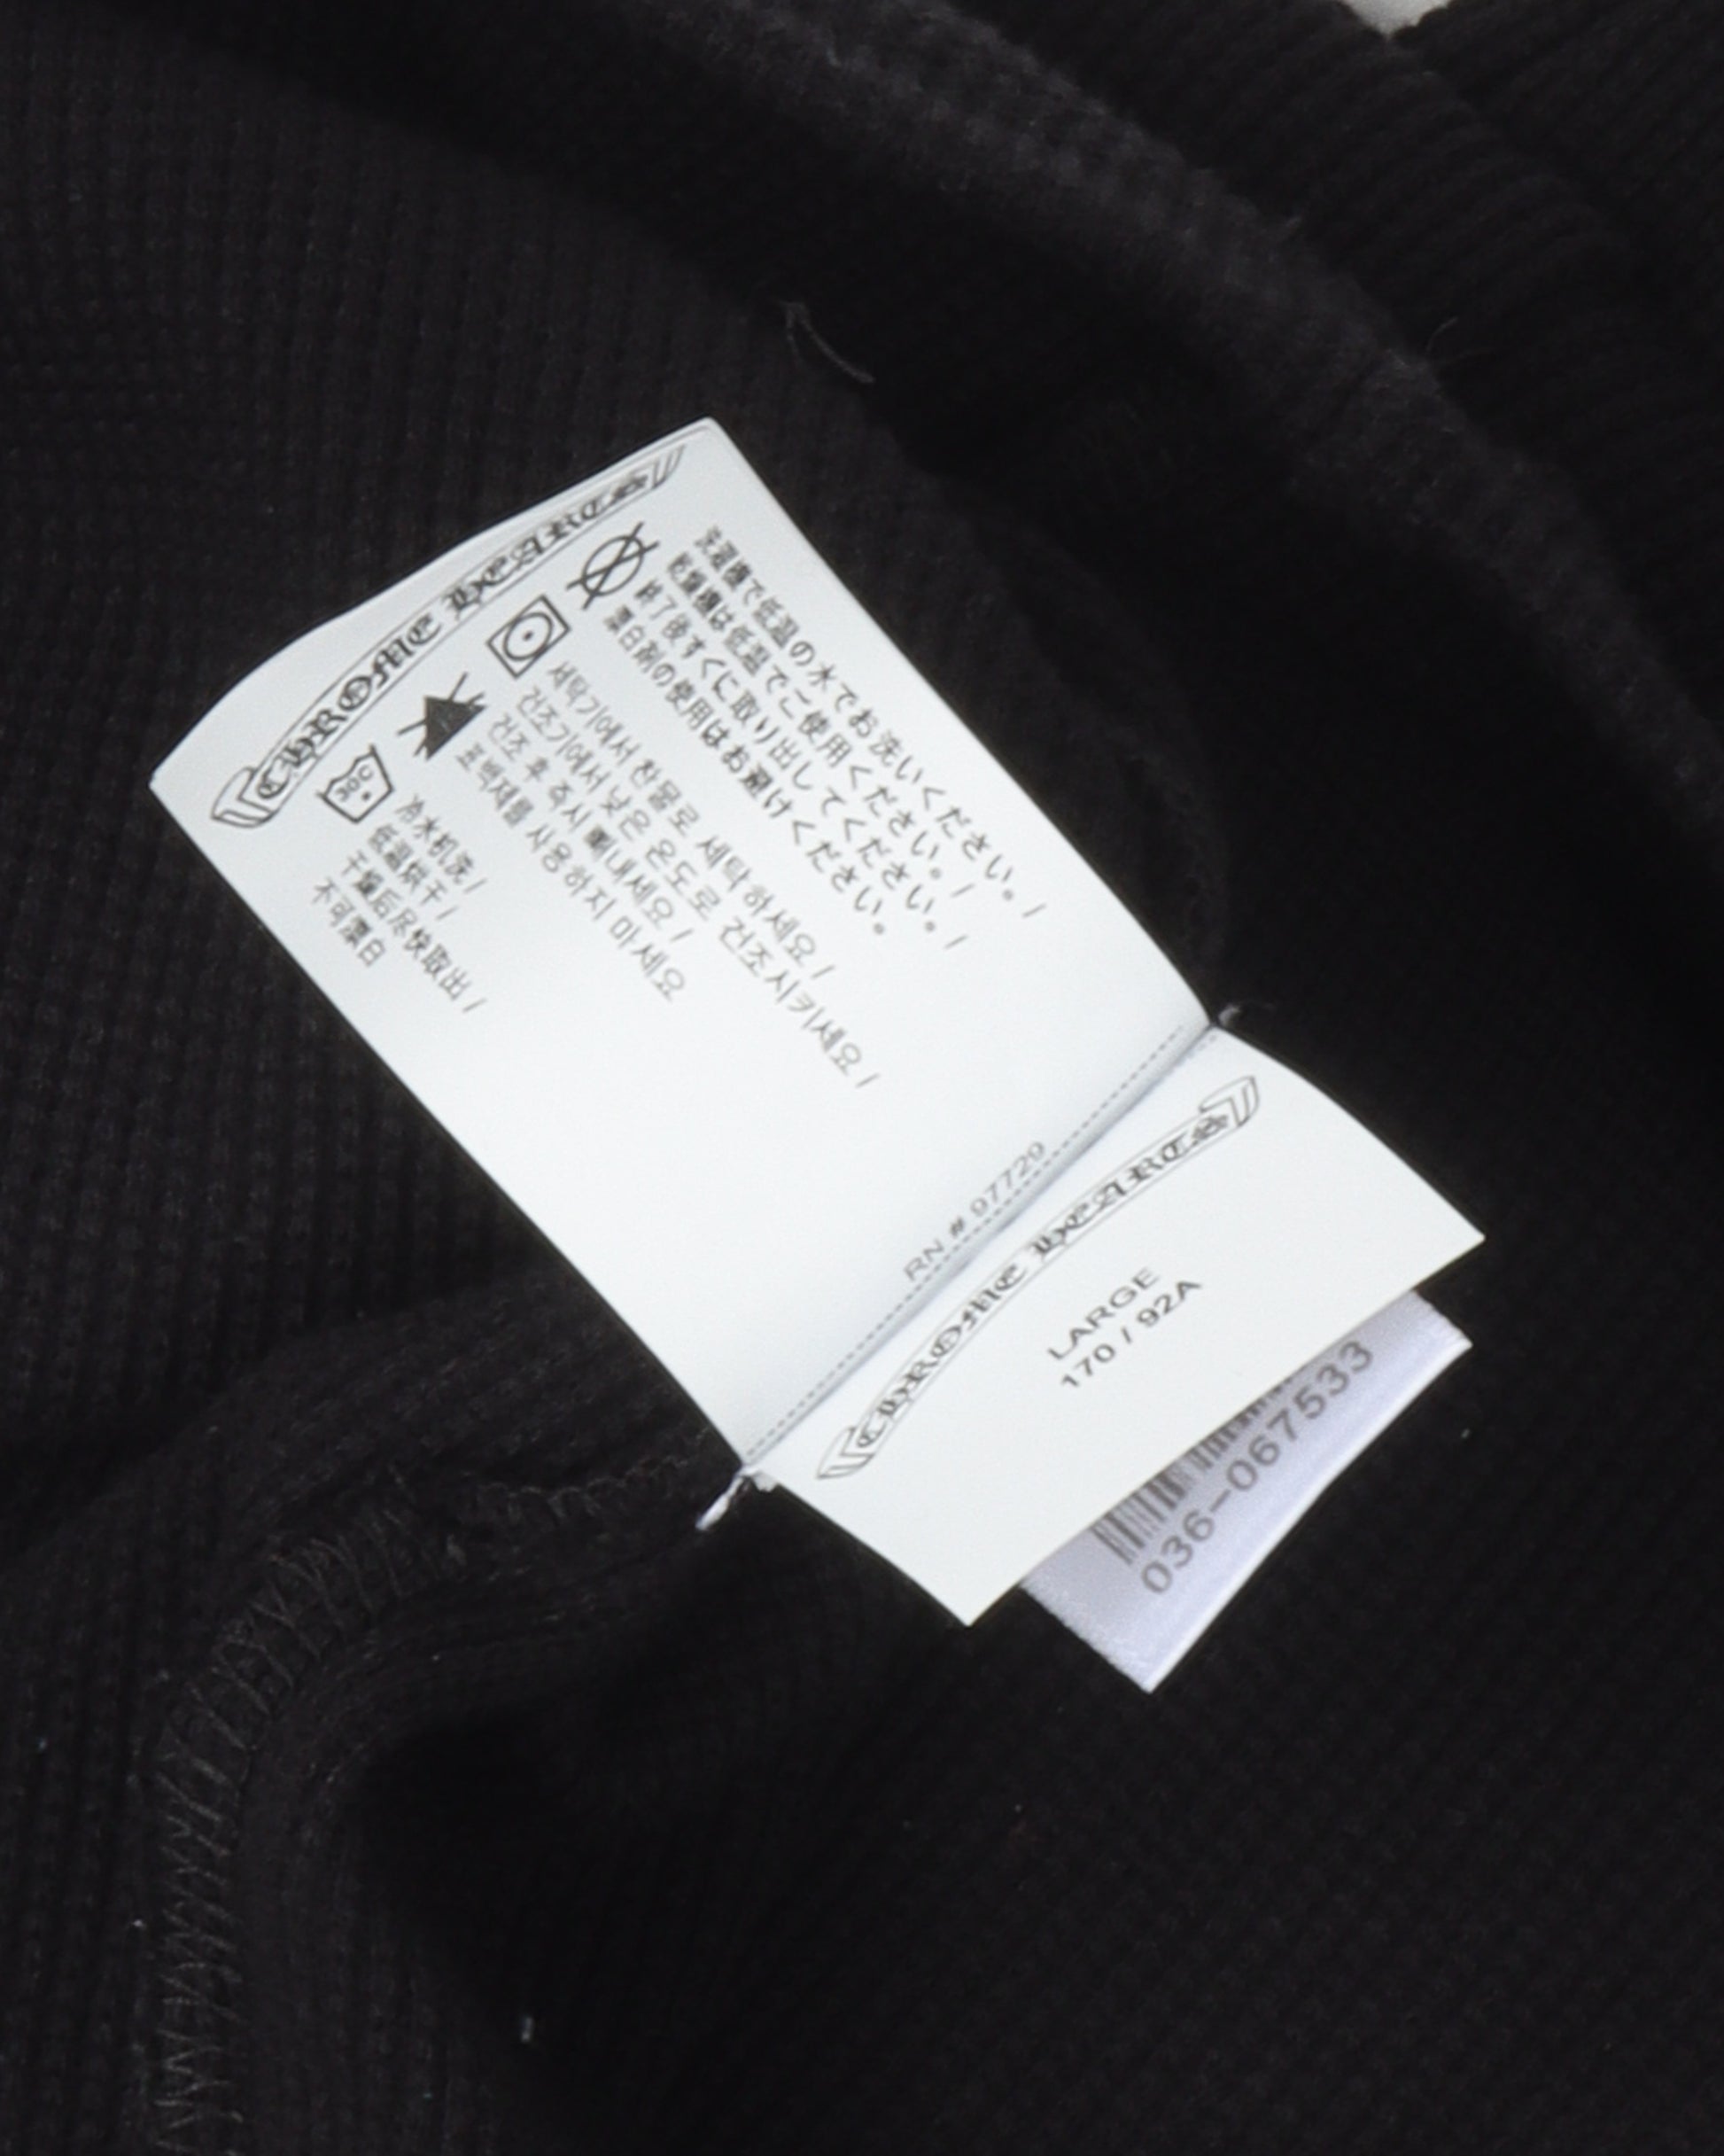 CHROME HEARTS
洗濯機で低温の水でお洗いください。/
乾燥機は低温でご使用ください。/
終了後すぐに取り出してください。/
漂白剤の使用はお避けください。
세탁기에서 찬물로 세탁하세요 /
건조기에서 낮은 온도로 건조시키세요 /
건조 후 즉시 꺼내세요 /
표백제를 사용하지 마세요
30C
冷水机洗 /
低温烘干 /
干燥后尽快取出 /
不可漂白
RN # 97729
CHROME HEARTS
LARGE
170 / 92A
036-067533